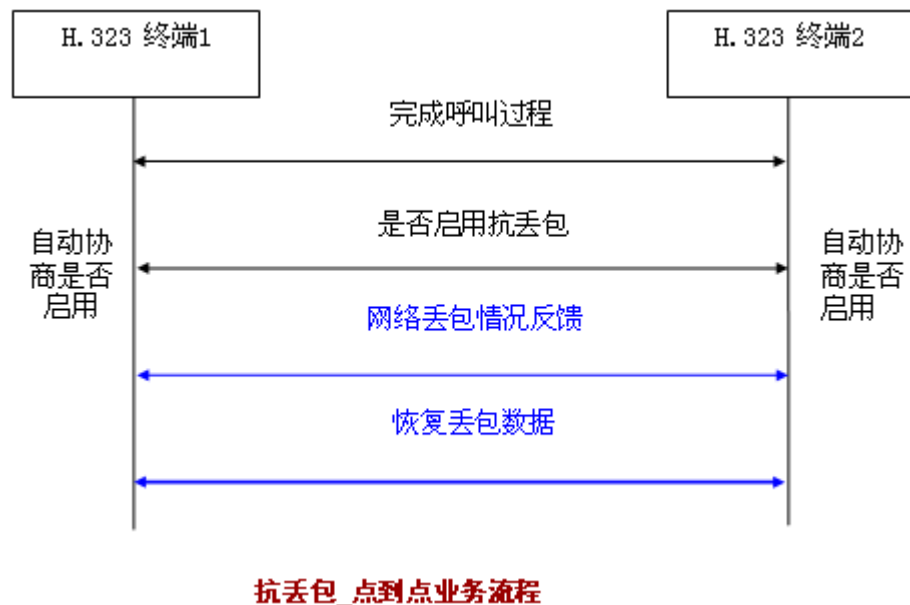 H.323 终端1
H.323 终端2
完成呼叫过程
是否启用抗丢包
自动协
商是否
启用
自动协
商是否
启用
网络丢包情况反馈
恢复丢包数据
抗丢包_点到点业务流程